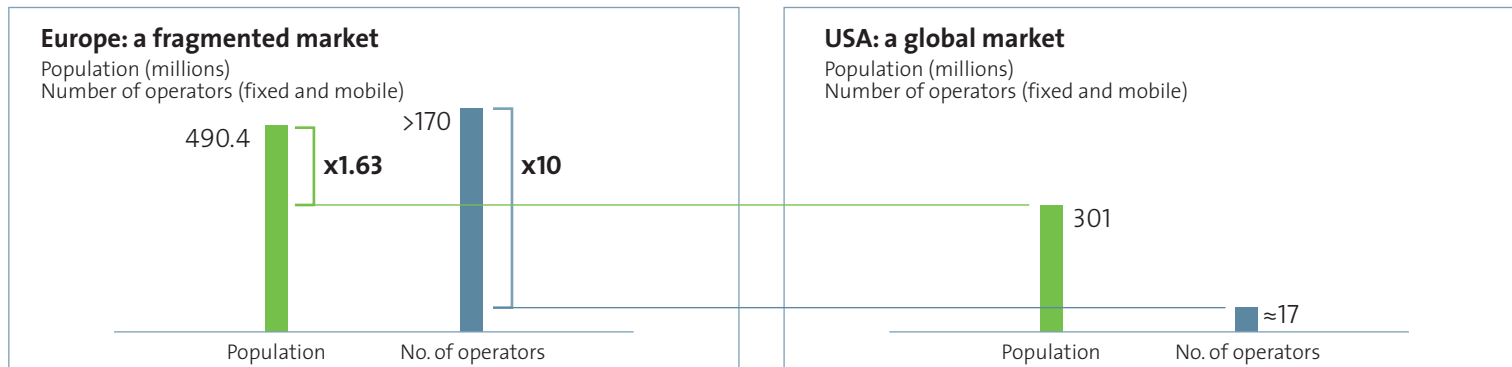 Europe: a fragmented market
Population (millions)
Number of operators (fixed and mobile)
490.4
x1.63
>170
x10
Population
No. of operators
USA: a global market
Population (millions)
Number of operators (fixed and mobile)
301
≈17
Population
No. of operators